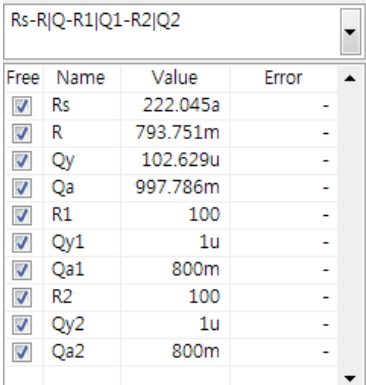 Rs-R|Q-R1|Q1-R2|Q2
Free Name Value Error
Rs 222.045a -
R 793.751m -
Qy 102.629u -
Qa 997.786m -
R1 100 -
Qy1 1u -
Qa1 800m -
R2 100 -
Qy2 1u -
Qa2 800m -